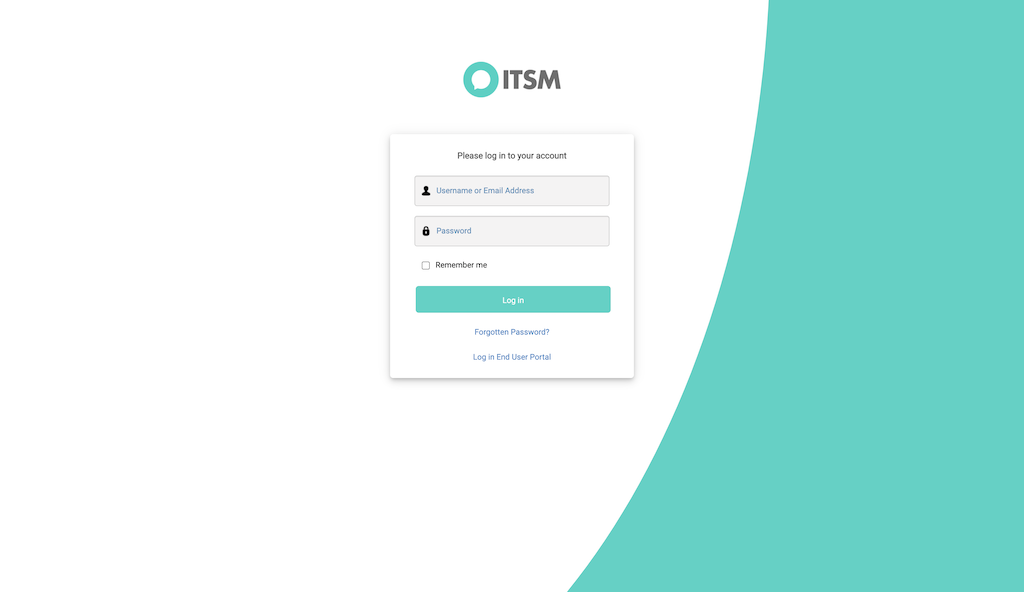 ITSM
Please log in to your account
Username or Email Address
Password
Remember me
Log in
Forgotten Password?
Log in End User Portal